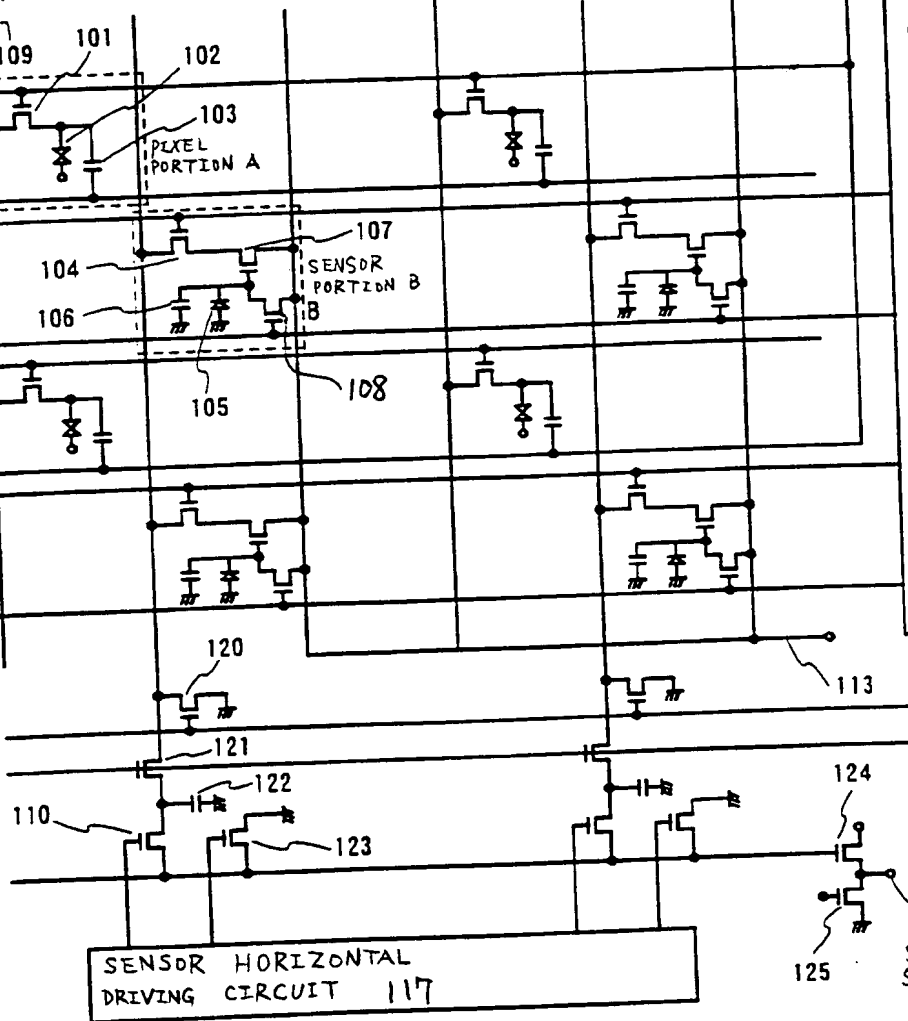 109
101
102
103
PIXEL
PORTION A
107
104
SENSOR
PORTION B
106
B
105
108
120
113
121
122
124
110
123
125
SENSOR HORIZONTAL
DRIVING CIRCUIT 117
S
S